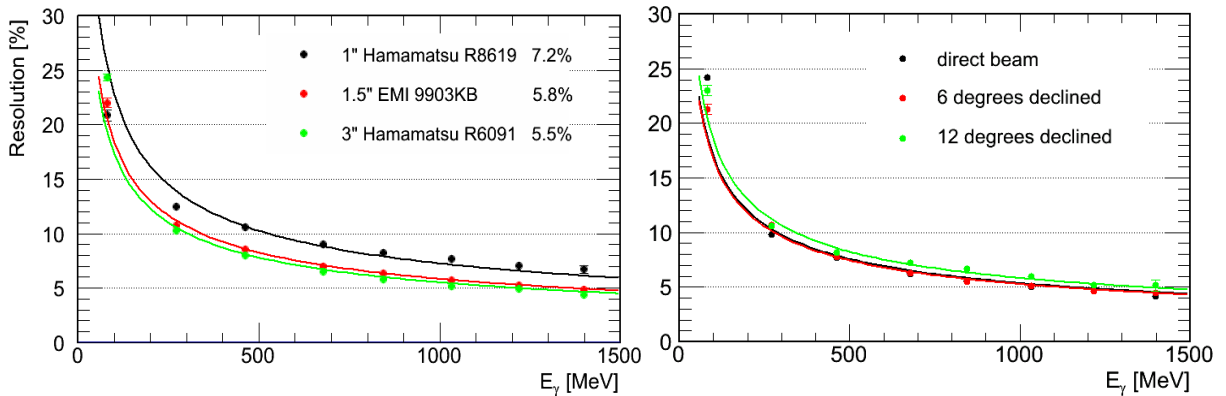 Resolution [%]
30
25
20
15
10
5
0
0
500
1000
1500
Eγ [MeV]
1" Hamamatsu R8619 7.2%
1.5" EMI 9903KB 5.8%
3" Hamamatsu R6091 5.5%
30
25
20
15
10
5
0
0
500
1000
1500
Eγ [MeV]
direct beam
6 degrees declined
12 degrees declined